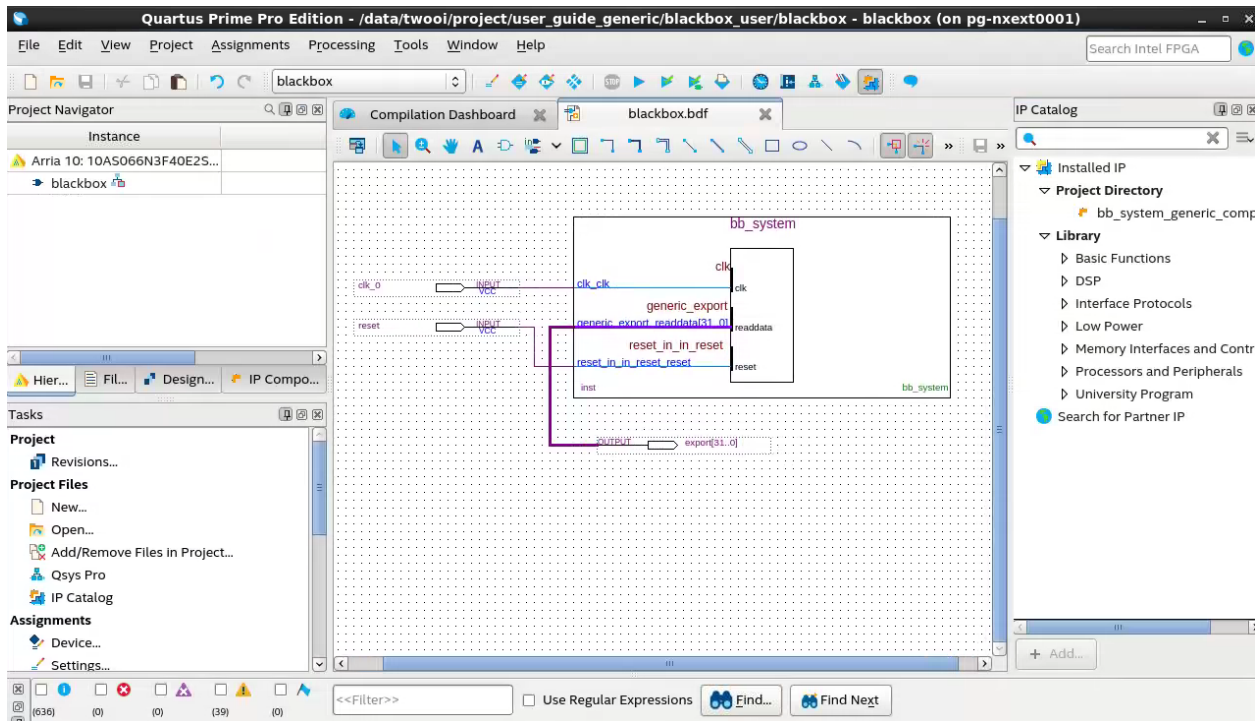 Quartus Prime Pro Edition - /data/twooi/project/user_guide_generic/blackbox_user/blackbox - blackbox (on pg-nxext0001)
File Edit View Project Assignments Processing Tools Window Help
Search Intel FPGA
blackbox
STOP
Project Navigator
Instance
Arria 10: 10AS066N3F40E2S...
blackbox
Hier... Fil... Design... IP Compo...
Tasks
Project
Revisions...
Project Files
New...
Open...
Add/Remove Files in Project...
Qsys Pro
IP Catalog
Assignments
Device...
Settings...
Compilation Dashboard
blackbox.bdf
A
»
»
bb_system
clk
clk_0
INPUT
VCC
clk_clk
clk
generic_export
reset
INPUT
VCC
generic_export_readdata[31..0]
readdata
reset_in_in_reset
reset_in_in_reset_reset
reset
inst
bb_system
OUTPUT
export[31..0]
IP Catalog
Installed IP
Project Directory
bb_system_generic_comp
Library
Basic Functions
DSP
Interface Protocols
Low Power
Memory Interfaces and Contr
Processors and Peripherals
University Program
Search for Partner IP
+ Add...
(636) (0) (0) (39) (0)
<<Filter>>
Use Regular Expressions
Find...
Find Next